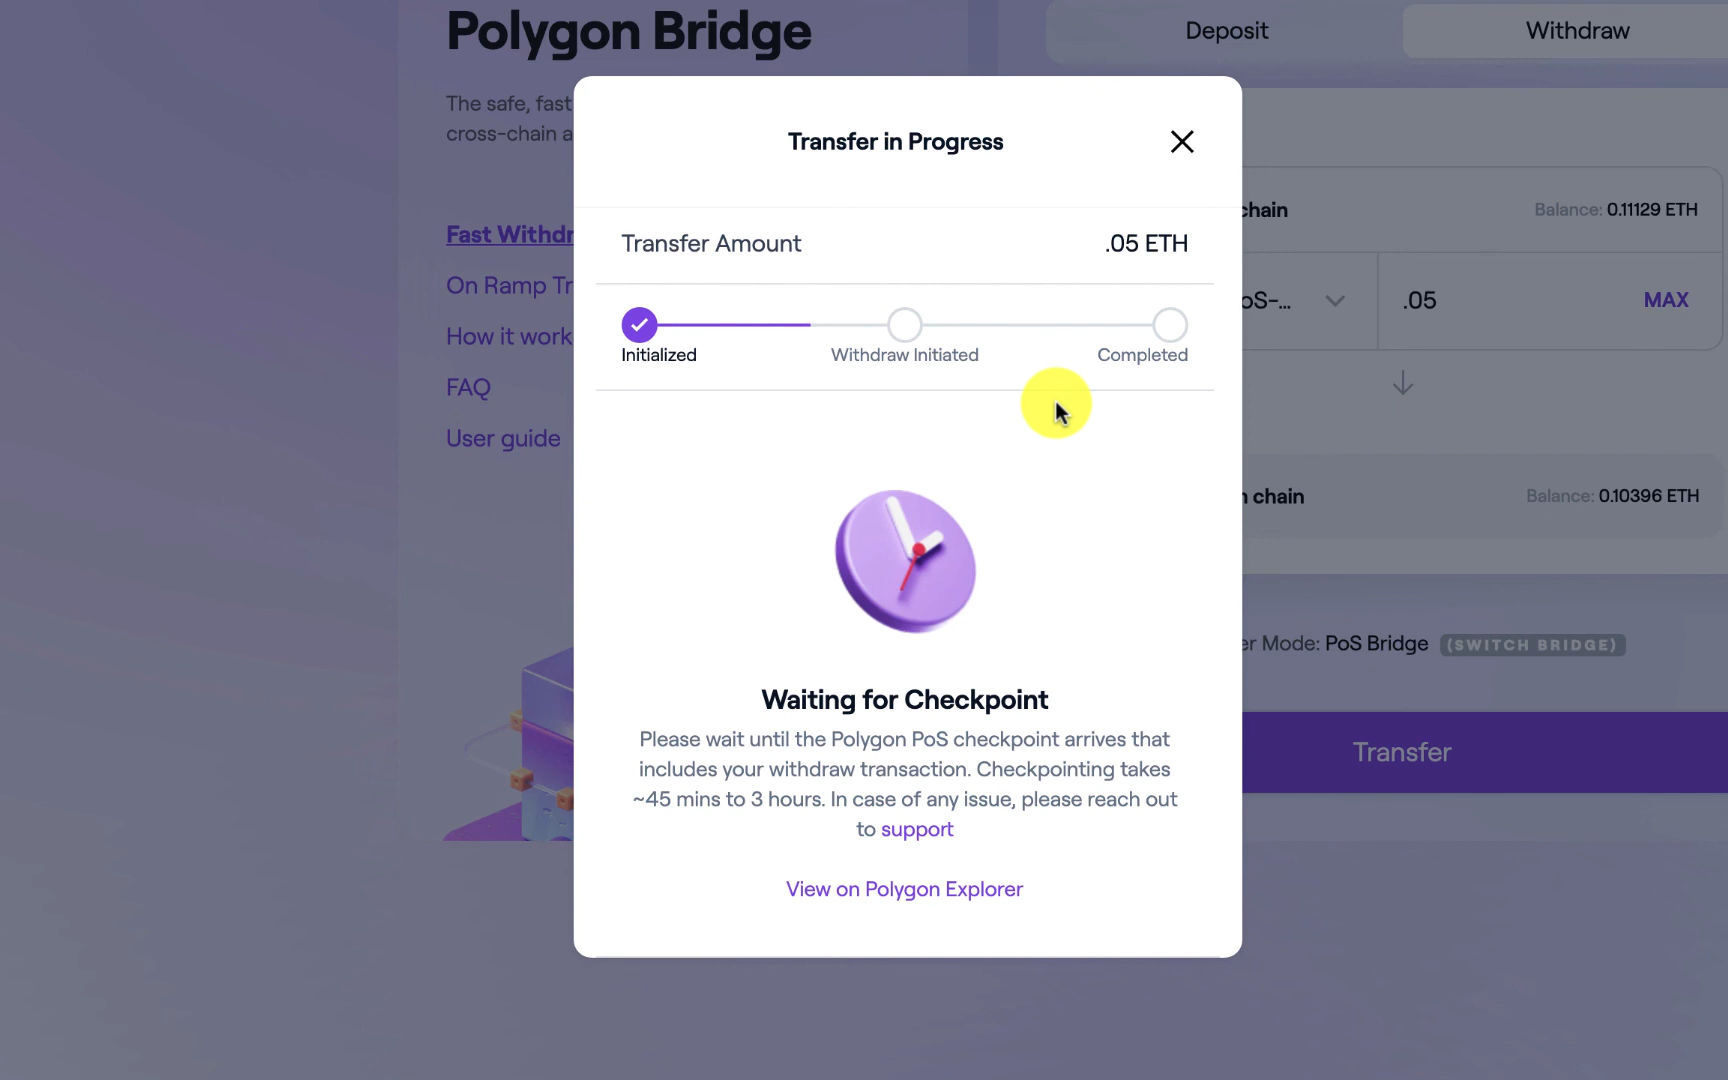 Polygon Bridge
The safe, fast
cross-chain a
Fast Withdr
On Ramp Tr
How it work
FAQ
User guide
Deposit
Withdraw
chain
Balance: 0.11129 ETH
oS-...
.05
MAX
chain
Balance: 0.10396 ETH
er Mode: PoS Bridge (SWITCH BRIDGE)
Transfer
Transfer in Progress
Transfer Amount
.05 ETH
Initialized
Withdraw Initiated
Completed
Waiting for Checkpoint
Please wait until the Polygon PoS checkpoint arrives that
includes your withdraw transaction. Checkpointing takes
~45 mins to 3 hours. In case of any issue, please reach out
to support
View on Polygon Explorer